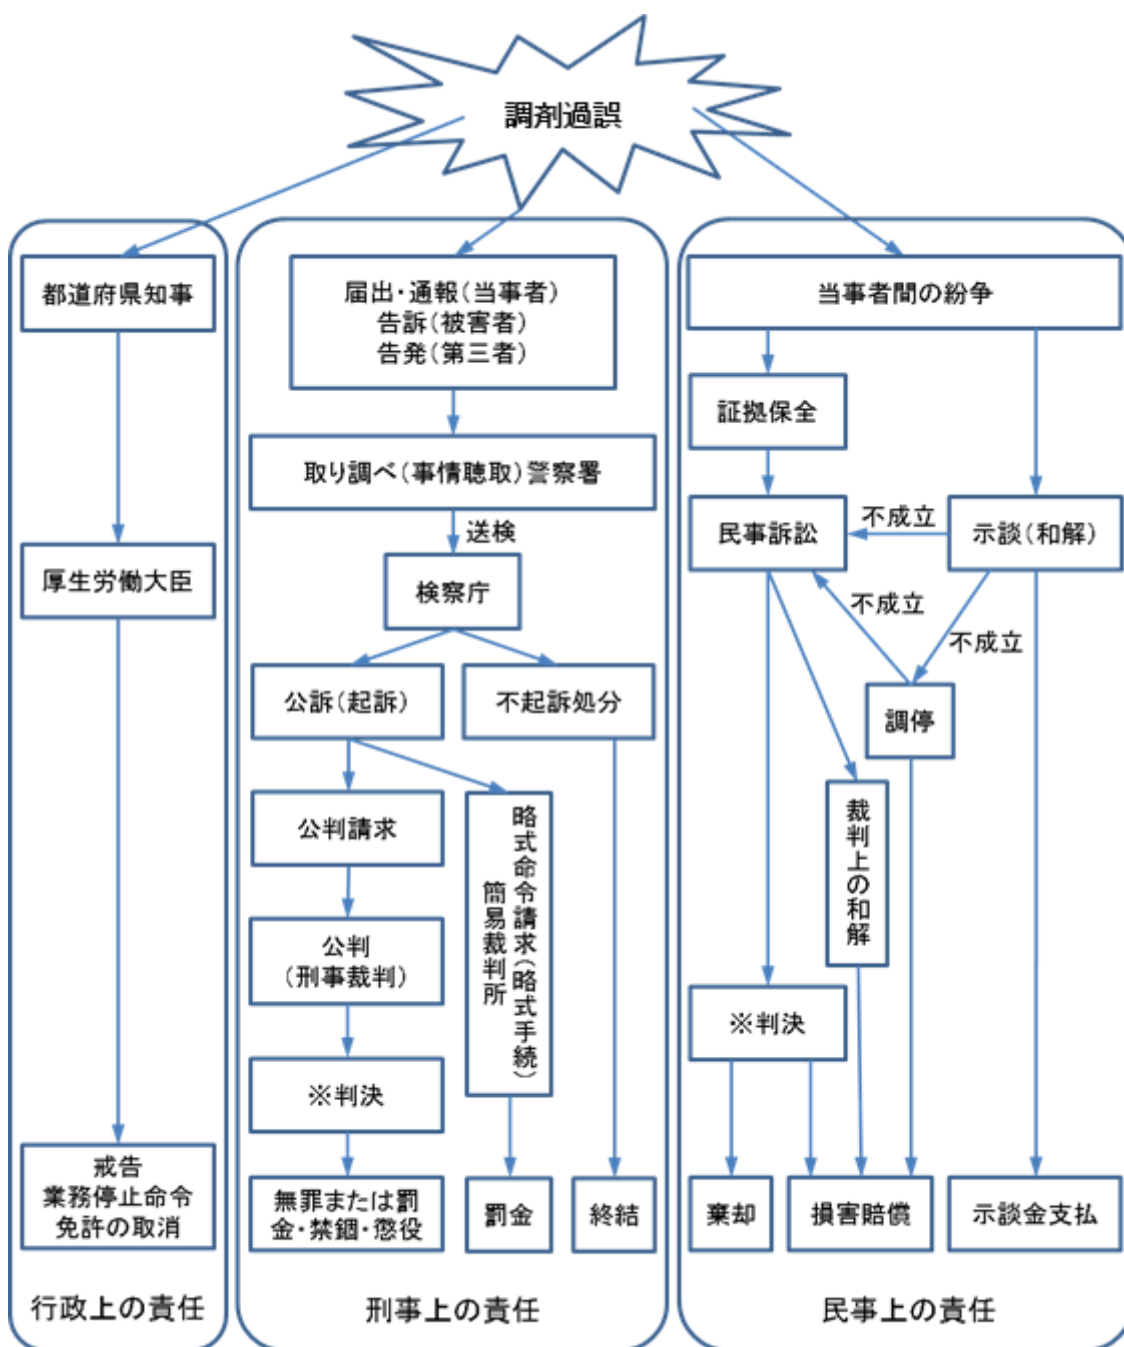 調剤過誤
都道府県知事
厚生労働大臣
戒告
業務停止命令
免許の取消
行政上の責任
届出・通報(当事者)
告訴(被害者)
告発(第三者)
取り調べ(事情聴取)警察署
送検
検察庁
公訴(起訴)
不起訴処分
公判請求
略式命令請求(略式手続)
簡易裁判所
公判
(刑事裁判)
※判決
無罪または罰
金・禁錮・懲役
罰金
終結
刑事上の責任
当事者間の紛争
証拠保全
民事訴訟
不成立
示談(和解)
不成立
不成立
調停
裁判上の和解
※判決
棄却
損害賠償
示談金支払
民事上の責任